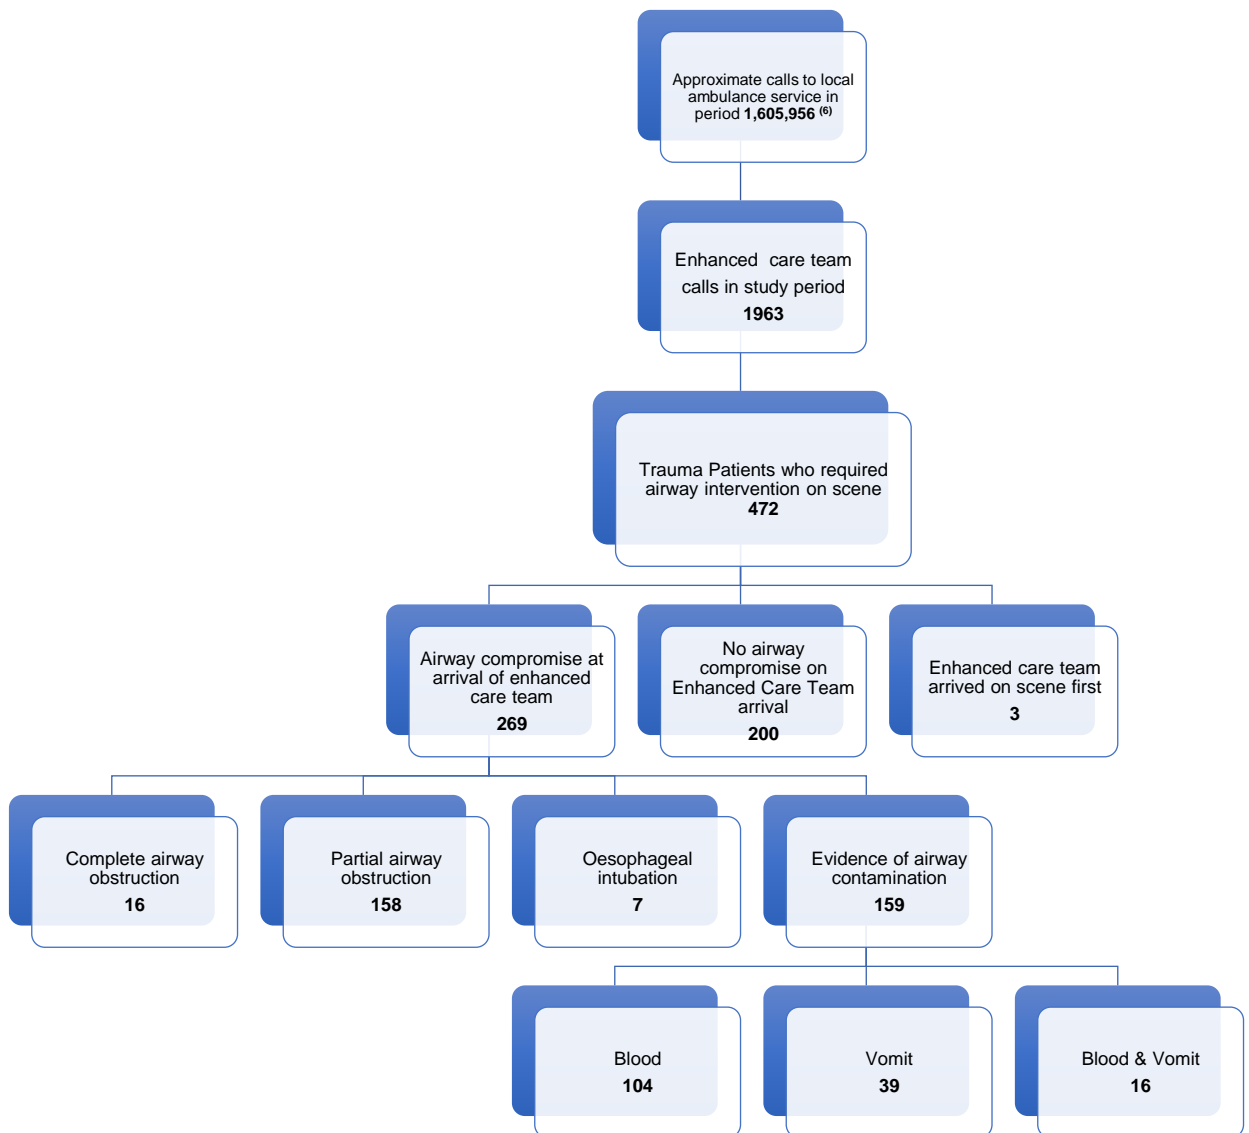 Approximate calls to local
ambulance service in
period 1,605,956 (6)
Enhanced care team
calls in study period
1963
Trauma Patients who required
airway intervention on scene
472
Airway compromise at
arrival of enhanced
care team
269
No airway
compromise on
Enhanced Care Team
arrival
200
Enhanced care team
arrived on scene first
3
Complete airway
obstruction
16
Partial airway
obstruction
158
Oesophageal
intubation
7
Evidence of airway
contamination
159
Blood
104
Vomit
39
Blood & Vomit
16